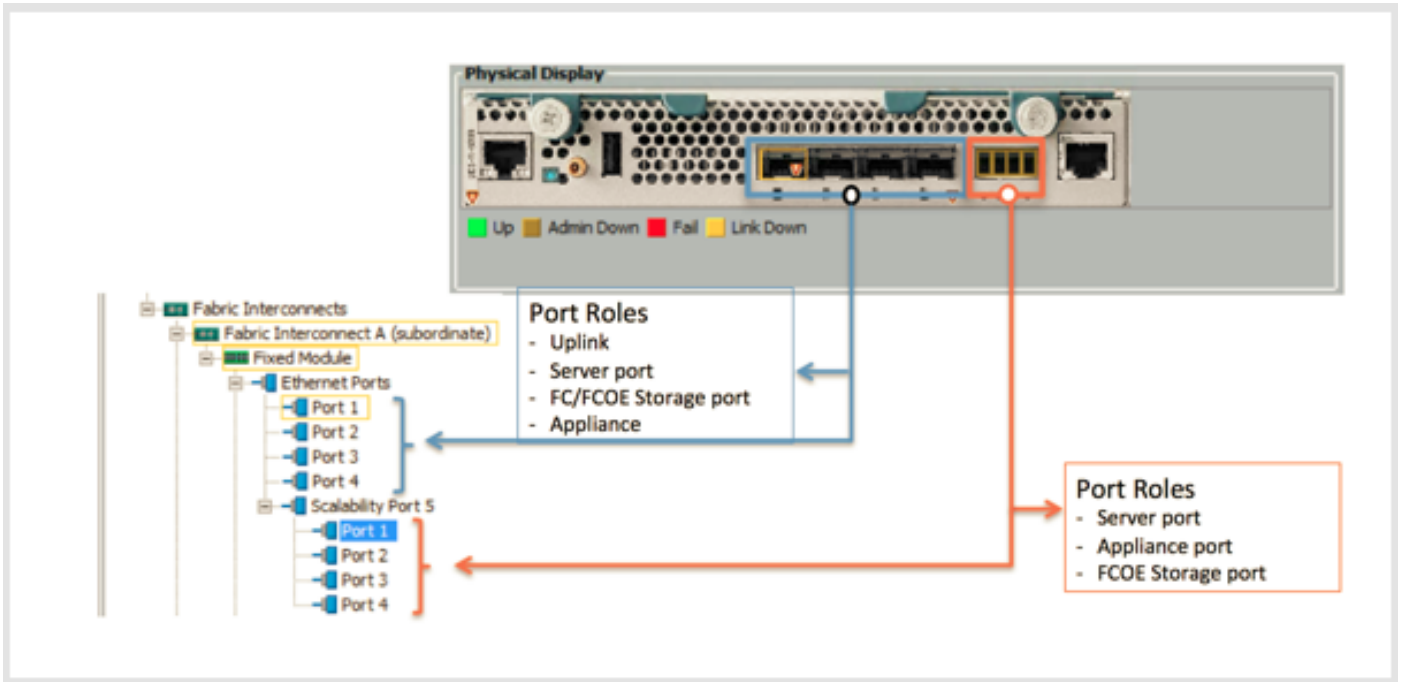 Physical Display
Up Admin Down Fail Link Down
Fabric Interconnects
Fabric Interconnect A (subordinate)
Fixed Module
Ethernet Ports
Port 1
Port 2
Port 3
Port 4
Scalability Port 5
Port 1
Port 2
Port 3
Port 4
Port Roles
- Uplink
- Server port
- FC/FCOE Storage port
- Appliance
Port Roles
- Server port
- Appliance port
- FCOE Storage port